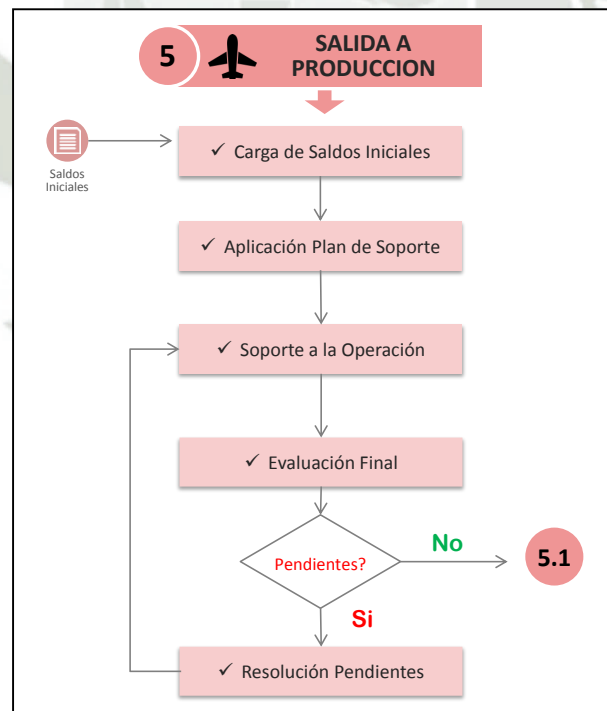 5
SALIDA A
PRODUCCION
Saldos
Iniciales
✓ Carga de Saldos Iniciales
✓ Aplicación Plan de Soporte
✓ Soporte a la Operación
✓ Evaluación Final
Pendientes?
No
5.1
Si
✓ Resolución Pendientes